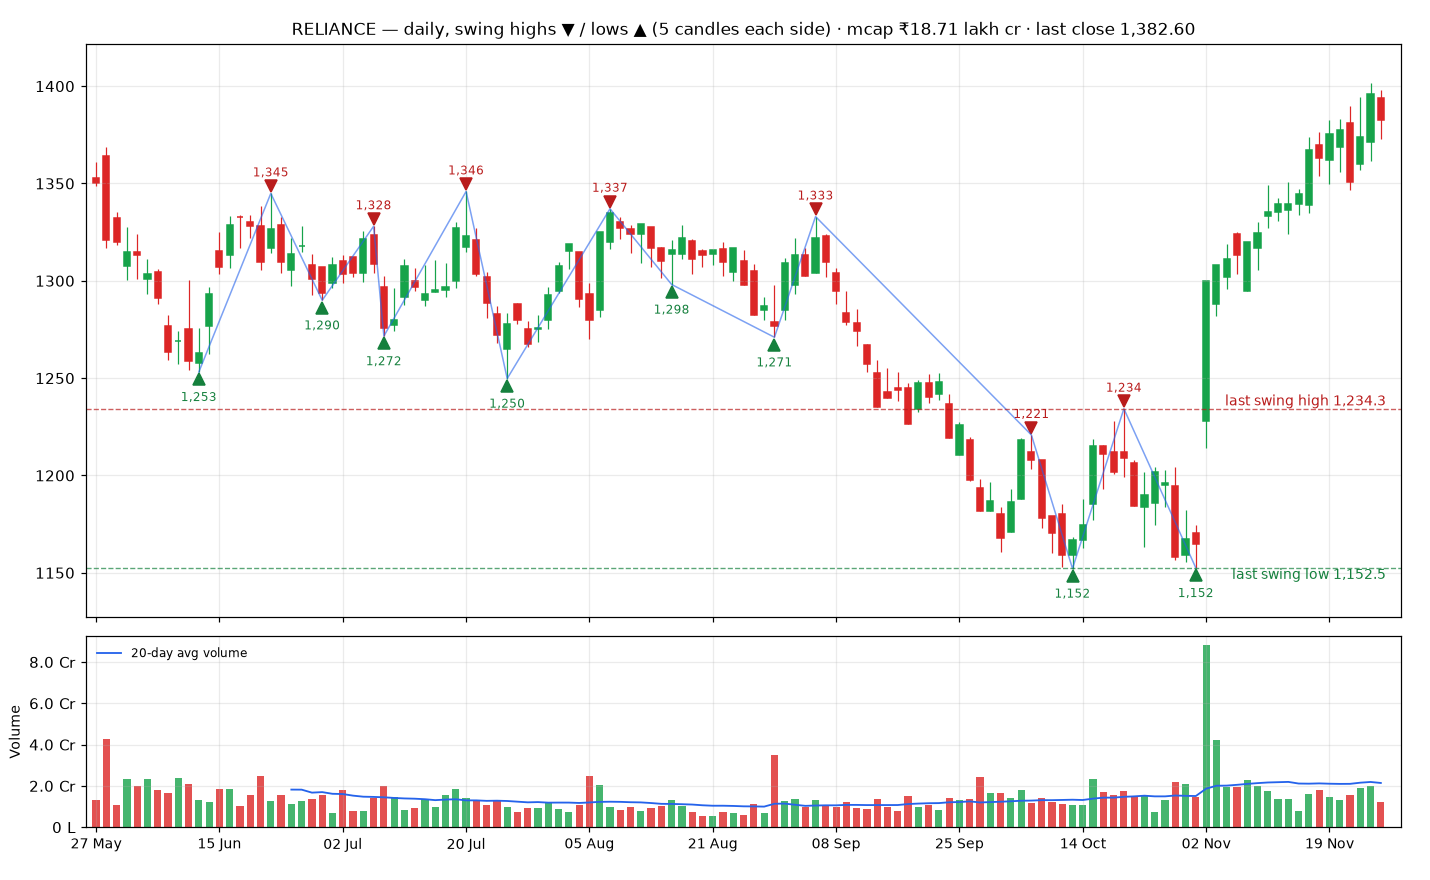 RELIANCE — daily, swing highs ▼ / lows ▲ (5 candles each side) · mcap ₹18.71 lakh cr · last close 1,382.60
1400
1350
1300
1250
1200
1150
1,345
1,328
1,346
1,337
1,333
1,221
1,234
1,253
1,290
1,272
1,250
1,298
1,271
1,152
1,152
last swing high 1,234.3
last swing low 1,152.5
Volume
8.0 Cr
6.0 Cr
4.0 Cr
2.0 Cr
0 L
20-day avg volume
27 May
15 Jun
02 Jul
20 Jul
05 Aug
21 Aug
08 Sep
25 Sep
14 Oct
02 Nov
19 Nov